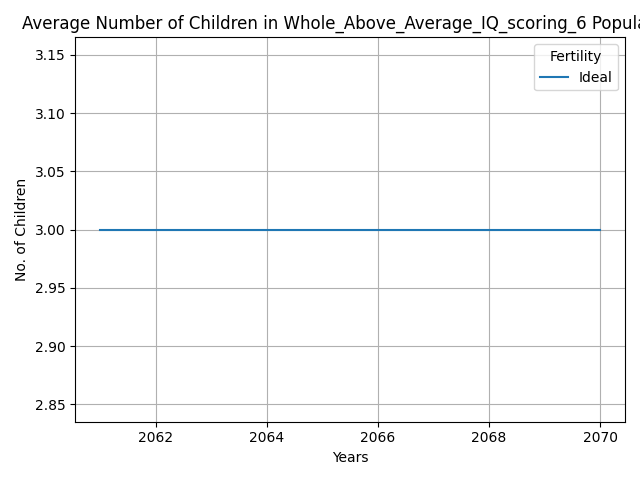 Average Number of Children in Whole_Above_Average_IQ_scoring_6 Popula
Fertility
Ideal
3.15
3.10
3.05
3.00
2.95
2.90
2.85
No. of Children
2062 2064 2066 2068 2070
Years